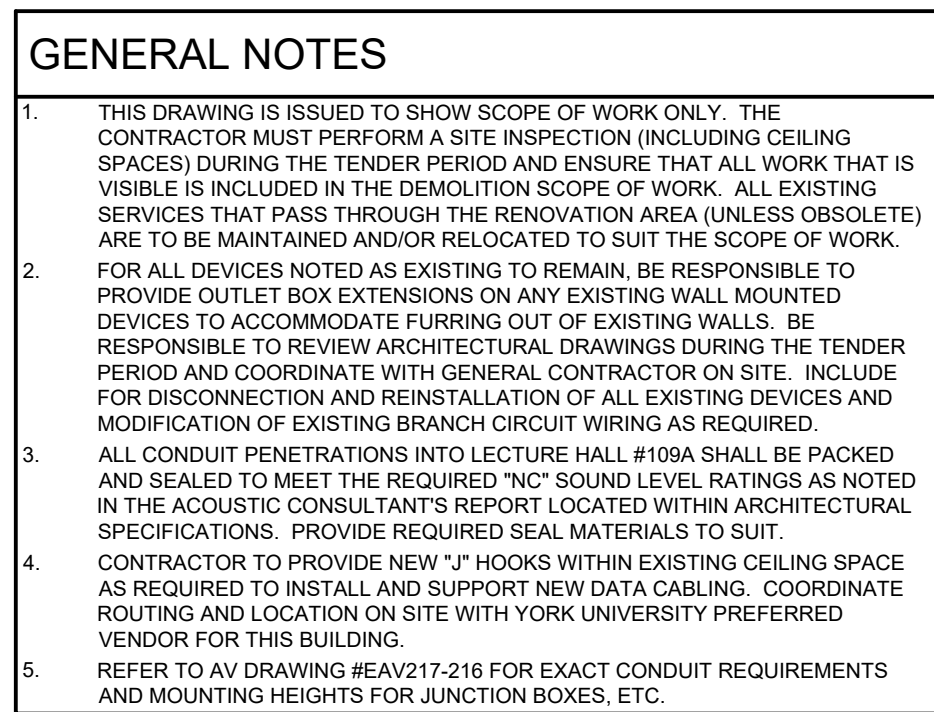 GENERAL NOTES
1. THIS DRAWING IS ISSUED TO SHOW SCOPE OF WORK ONLY. THE
CONTRACTOR MUST PERFORM A SITE INSPECTION (INCLUDING CEILING
SPACES) DURING THE TENDER PERIOD AND ENSURE THAT ALL WORK THAT IS
VISIBLE IS INCLUDED IN THE DEMOLITION SCOPE OF WORK. ALL EXISTING
SERVICES THAT PASS THROUGH THE RENOVATION AREA (UNLESS OBSOLETE)
ARE TO BE MAINTAINED AND/OR RELOCATED TO SUIT THE SCOPE OF WORK.
2. FOR ALL DEVICES NOTED AS EXISTING TO REMAIN, BE RESPONSIBLE TO
PROVIDE OUTLET BOX EXTENSIONS ON ANY EXISTING WALL MOUNTED
DEVICES TO ACCOMMODATE FURRING OUT OF EXISTING WALLS. BE
RESPONSIBLE TO REVIEW ARCHITECTURAL DRAWINGS DURING THE TENDER
PERIOD AND COORDINATE WITH GENERAL CONTRACTOR ON SITE. INCLUDE
FOR DISCONNECTION AND REINSTALLATION OF ALL EXISTING DEVICES AND
MODIFICATION OF EXISTING BRANCH CIRCUIT WIRING AS REQUIRED.
3. ALL CONDUIT PENETRATIONS INTO LECTURE HALL #109A SHALL BE PACKED
AND SEALED TO MEET THE REQUIRED "NC" SOUND LEVEL RATINGS AS NOTED
IN THE ACOUSTIC CONSULTANT'S REPORT LOCATED WITHIN ARCHITECTURAL
SPECIFICATIONS. PROVIDE REQUIRED SEAL MATERIALS TO SUIT.
4. CONTRACTOR TO PROVIDE NEW "J" HOOKS WITHIN EXISTING CEILING SPACE
AS REQUIRED TO INSTALL AND SUPPORT NEW DATA CABLING. COORDINATE
ROUTING AND LOCATION ON SITE WITH YORK UNIVERSITY PREFERRED
VENDOR FOR THIS BUILDING.
5. REFER TO AV DRAWING #EAV217-216 FOR EXACT CONDUIT REQUIREMENTS
AND MOUNTING HEIGHTS FOR JUNCTION BOXES, ETC.